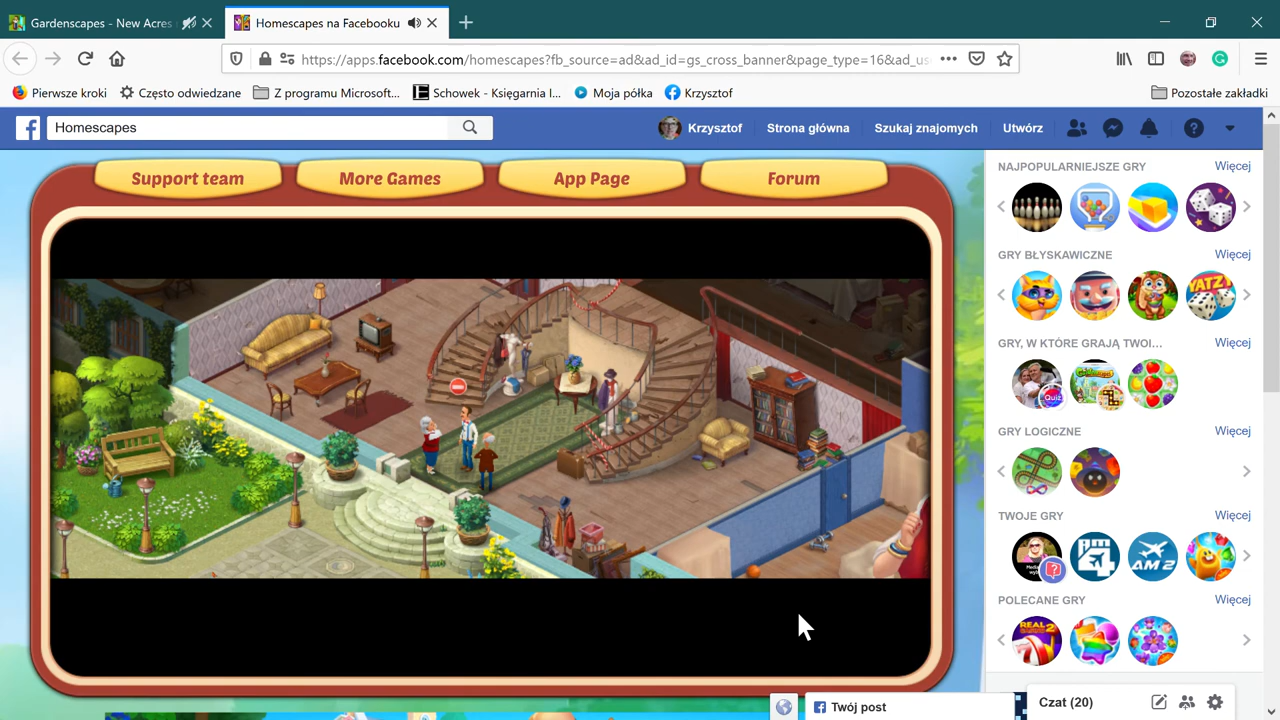 Gardenscapes - New Acres
Homescapes na Facebooku
https://apps.facebook.com/homescapes?fb_source=ad&ad_id=gs_cross_banner&page_type=16&ad_us
Pierwsze kroki
Często odwiedzane
Z programu Microsoft...
Schowek - Księgarnia I...
Moja półka
Krzysztof
Pozostałe zakładki
Homescapes
Krzysztof
Strona główna
Szukaj znajomych
Utwórz
Support team
More Games
App Page
Forum
NAJPOPULARNIEJSZE GRY
Więcej
GRY BŁYSKAWICZNE
Więcej
YATZY
GRY, W KTÓRE GRAJĄ TWOI...
Więcej
Quiz
GRY LOGICZNE
Więcej
TWOJE GRY
Więcej
AM2
POLECANE GRY
Więcej
REAL
2
Twój post
Czat (20)